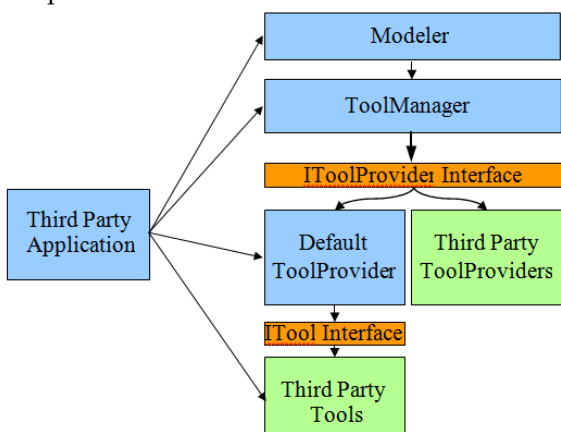 Modeler
ToolManager
IToolProvider Interface
Third Party
Application
Default
ToolProvider
Third Party
ToolProviders
ITool Interface
Third Party
Tools